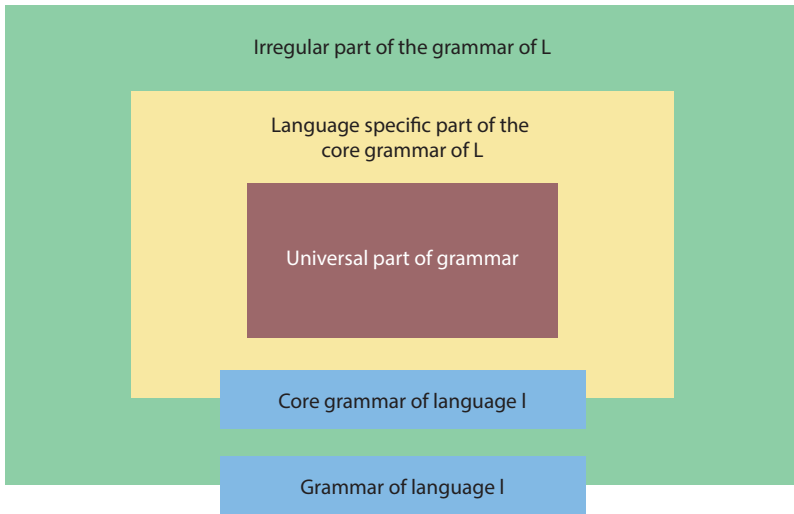 Irregular part of the grammar of L
Language specific part of the
core grammar of L
Universal part of grammar
Core grammar of language l
Grammar of language l